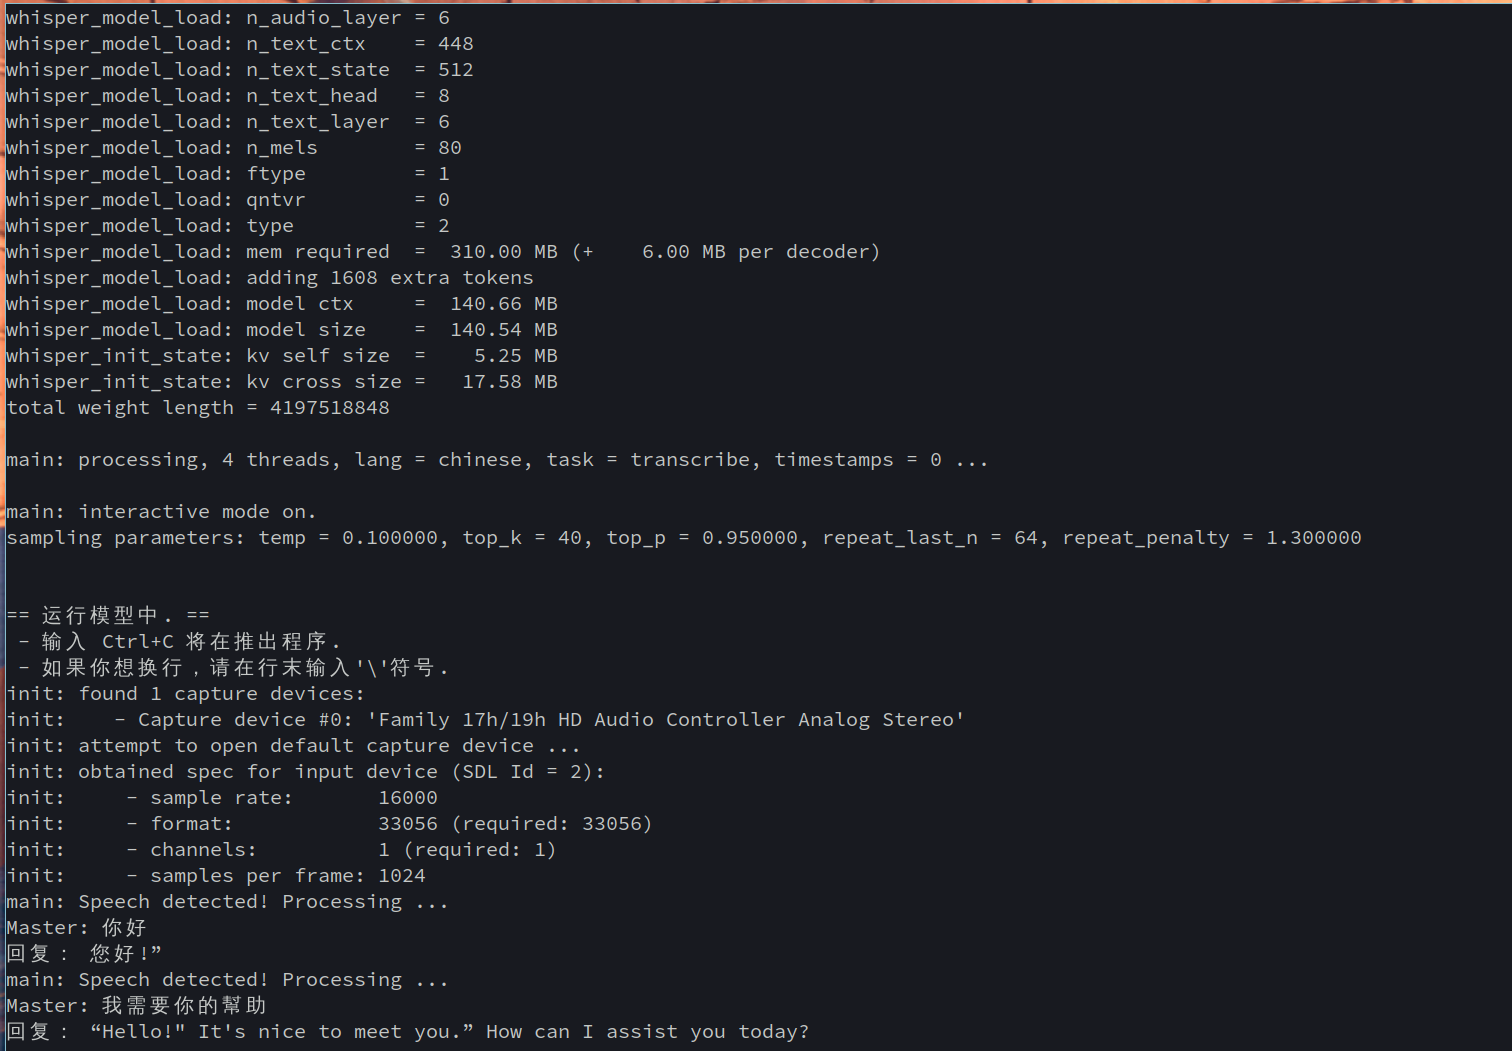 whisper_model_load: n_audio_layer = 6
whisper_model_load: n_text_ctx    = 448
whisper_model_load: n_text_state  = 512
whisper_model_load: n_text_head   = 8
whisper_model_load: n_text_layer  = 6
whisper_model_load: n_mels        = 80
whisper_model_load: ftype         = 1
whisper_model_load: qntvr         = 0
whisper_model_load: type          = 2
whisper_model_load: mem required  =  310.00 MB (+    6.00 MB per decoder)
whisper_model_load: adding 1608 extra tokens
whisper_model_load: model ctx     =  140.66 MB
whisper_model_load: model size    =  140.54 MB
whisper_init_state: kv self size  =    5.25 MB
whisper_init_state: kv cross size =   17.58 MB
total weight length = 4197518848
main: processing, 4 threads, lang = chinese, task = transcribe, timestamps = 0 ...
main: interactive mode on.
sampling parameters: temp = 0.100000, top_k = 40, top_p = 0.950000, repeat_last_n = 64, repeat_penalty = 1.300000
== 运行模型中. ==
 - 输入 Ctrl+C 将在推出程序.
 - 如果你想换行，请在行末输入'\'符号.
init: found 1 capture devices:
init:    - Capture device #0: 'Family 17h/19h HD Audio Controller Analog Stereo'
init: attempt to open default capture device ...
init: obtained spec for input device (SDL Id = 2):
init:     - sample rate:       16000
init:     - format:            33056 (required: 33056)
init:     - channels:          1 (required: 1)
init:     - samples per frame: 1024
main: Speech detected! Processing ...
Master: 你好
回复： 您好!”
main: Speech detected! Processing ...
Master: 我需要你的幫助
回复： “Hello!" It's nice to meet you.” How can I assist you today?